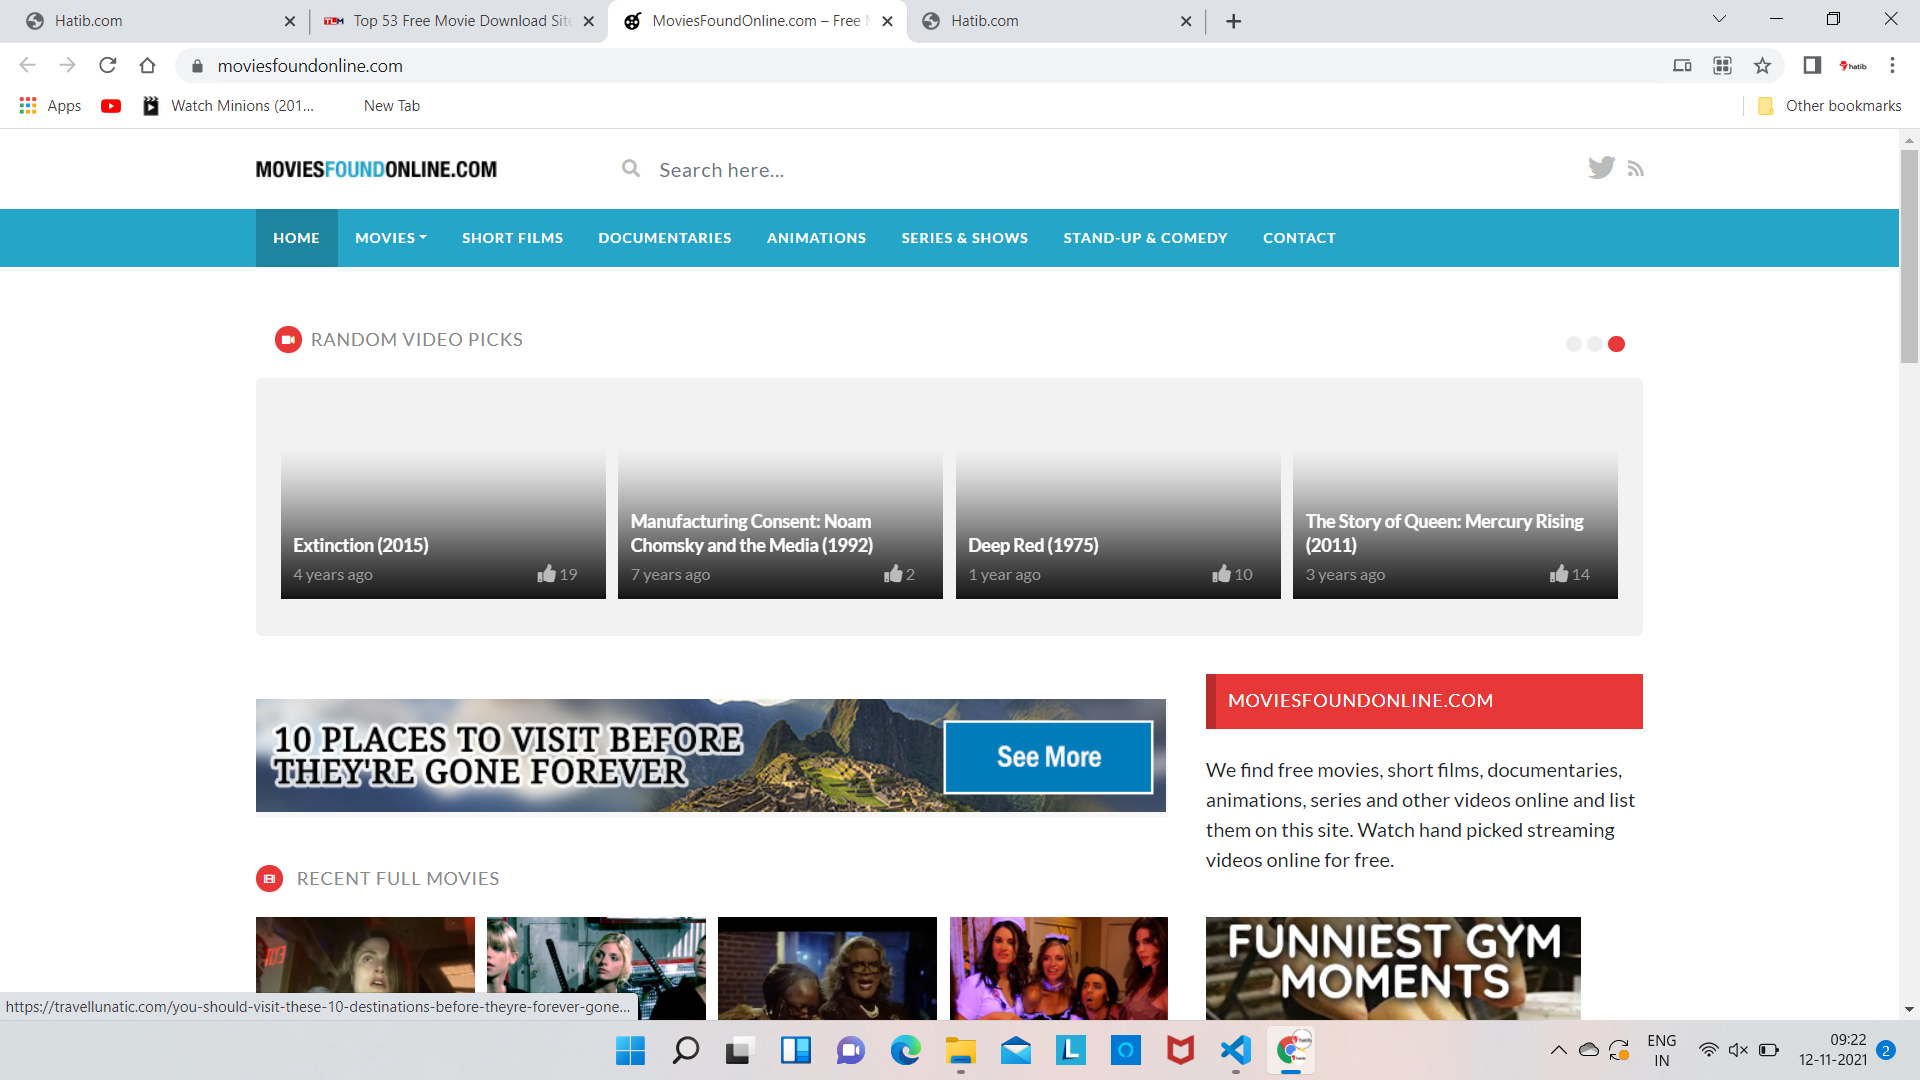 Hatib.com
Top 53 Free Movie Download Site
MoviesFoundOnline.com – Free M
Hatib.com
moviesfoundonline.com
hatib
Apps
Watch Minions (201...
New Tab
Other bookmarks
MOVIESFOUNDONLINE.COM
Search here...
HOME
MOVIES
SHORT FILMS
DOCUMENTARIES
ANIMATIONS
SERIES & SHOWS
STAND-UP & COMEDY
CONTACT
RANDOM VIDEO PICKS
Extinction (2015)
4 years ago
19
Manufacturing Consent: Noam
Chomsky and the Media (1992)
7 years ago
2
Deep Red (1975)
1 year ago
10
The Story of Queen: Mercury Rising
(2011)
3 years ago
14
10 PLACES TO VISIT BEFORE
THEY'RE GONE FOREVER
See More
MOVIESFOUNDONLINE.COM
We find free movies, short films, documentaries,
animations, series and other videos online and list
them on this site. Watch hand picked streaming
videos online for free.
RECENT FULL MOVIES
FUNNIEST GYM
MOMENTS
https://travellunatic.com/you-should-visit-these-10-destinations-before-theyre-forever-gone...
L
ENG
IN
09:22
12-11-2021
2